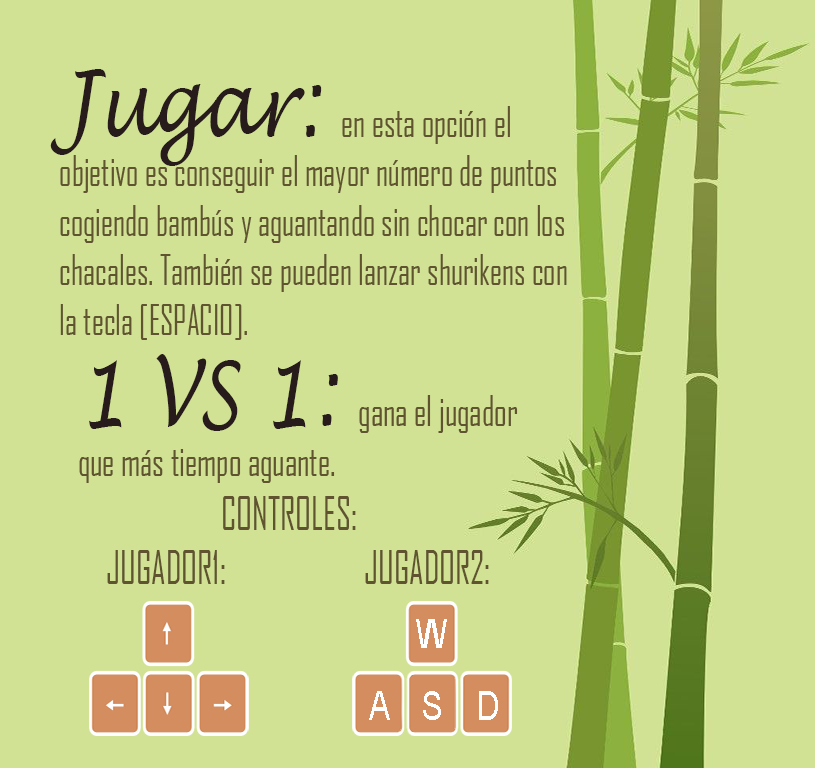 Jugar: en esta opción el
objetivo es conseguir el mayor número de puntos
cogiendo bambús y aguantando sin chocar con los
chacales. También se pueden lanzar shurikens con
la tecla [ESPACIO].
1 VS 1: gana el jugador
que más tiempo aguante.
CONTROLES:
JUGADOR1: JUGADOR2:
↑ W
← ↓ → A S D